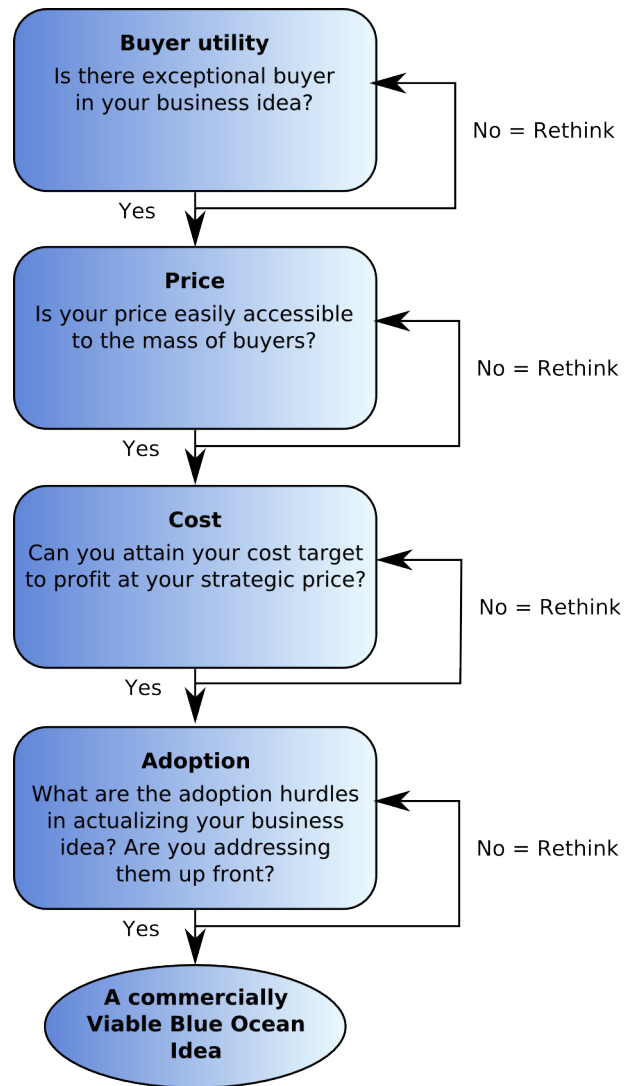 Buyer utility
Is there exceptional buyer
in your business idea?
No = Rethink
Yes
Price
Is your price easily accessible
to the mass of buyers?
No = Rethink
Yes
Cost
Can you attain your cost target
to profit at your strategic price?
No = Rethink
Yes
Adoption
What are the adoption hurdles
in actualizing your business
idea? Are you addressing
them up front?
No = Rethink
Yes
A commercially
Viable Blue Ocean
Idea